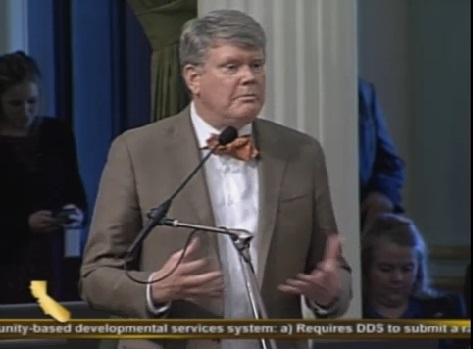 unity-based developmental services system: a) Requires DDS to submit a